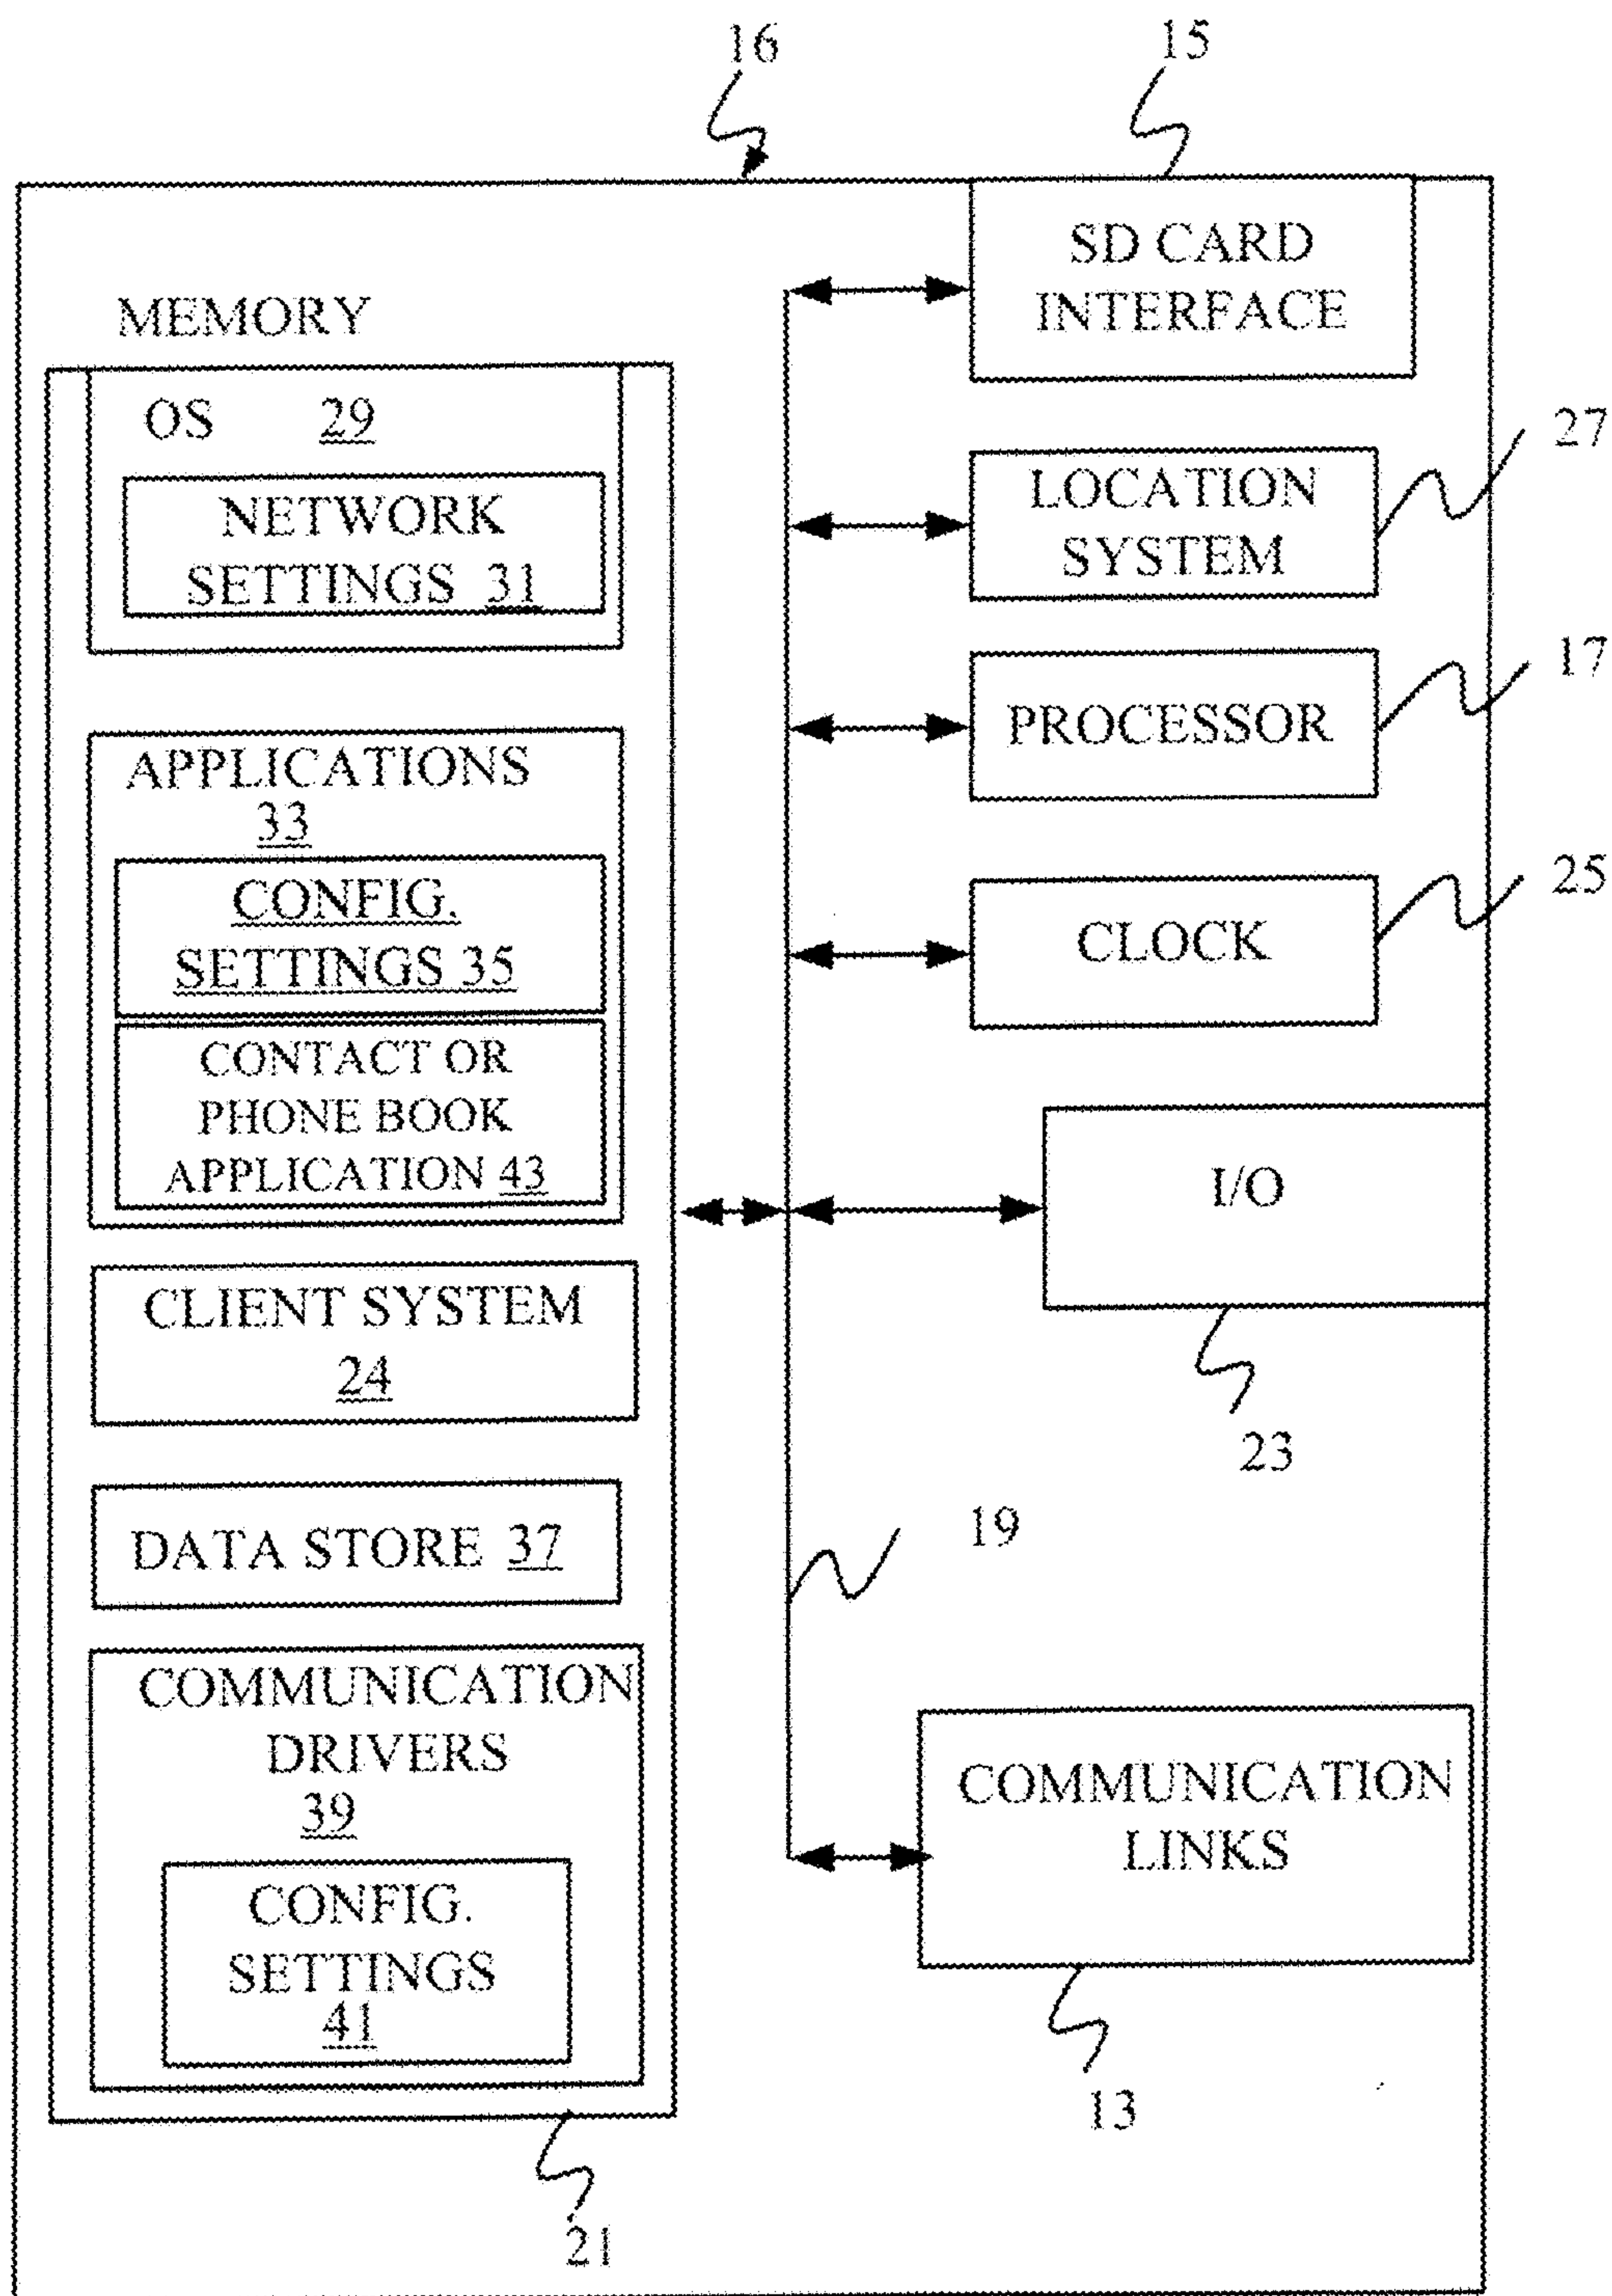 16
15
SD CARD
INTERFACE
MEMORY
OS 29
NETWORK
SETTINGS 31
27
LOCATION
SYSTEM
17
PROCESSOR
APPLICATIONS
33
CONFIG.
SETTINGS 35
CONTACT OR
PHONE BOOK
APPLICATION 43
25
CLOCK
I/O
23
CLIENT SYSTEM
24
DATA STORE 37
19
COMMUNICATION
DRIVERS
39
CONFIG.
SETTINGS
41
COMMUNICATION
LINKS
13
21